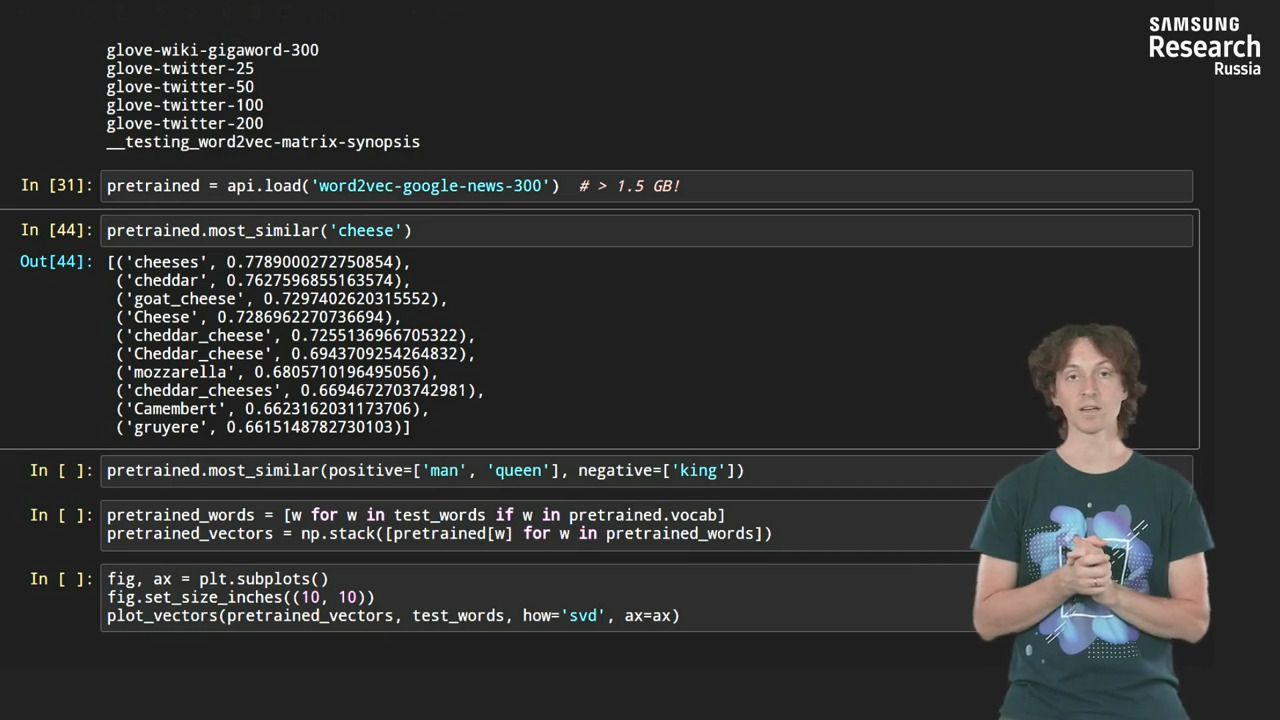 SAMSUNG
Research
Russia
glove-wiki-gigaword-300
glove-twitter-25
glove-twitter-50
glove-twitter-100
glove-twitter-200
__testing_word2vec-matrix-synopsis
In [31]: pretrained = api.load('word2vec-google-news-300')  # > 1.5 GB!
In [44]: pretrained.most_similar('cheese')
Out[44]: [('cheeses', 0.7789000272750854),
('cheddar', 0.7627596855163574),
('goat_cheese', 0.7297402620315552),
('Cheese', 0.7286962270736694),
('cheddar_cheese', 0.7255136966705322),
('Cheddar_cheese', 0.6943709254264832),
('mozzarella', 0.6805710196495056),
('cheddar_cheeses', 0.6694672703742981),
('Camembert', 0.6623162031173706),
('gruyere', 0.6615148782730103)]
In [ ]: pretrained.most_similar(positive=['man', 'queen'], negative=['king'])
In [ ]: pretrained_words = [w for w in test_words if w in pretrained.vocab]
pretrained_vectors = np.stack([pretrained[w] for w in pretrained_words])
In [ ]: fig, ax = plt.subplots()
fig.set_size_inches((10, 10))
plot_vectors(pretrained_vectors, test_words, how='svd', ax=ax)